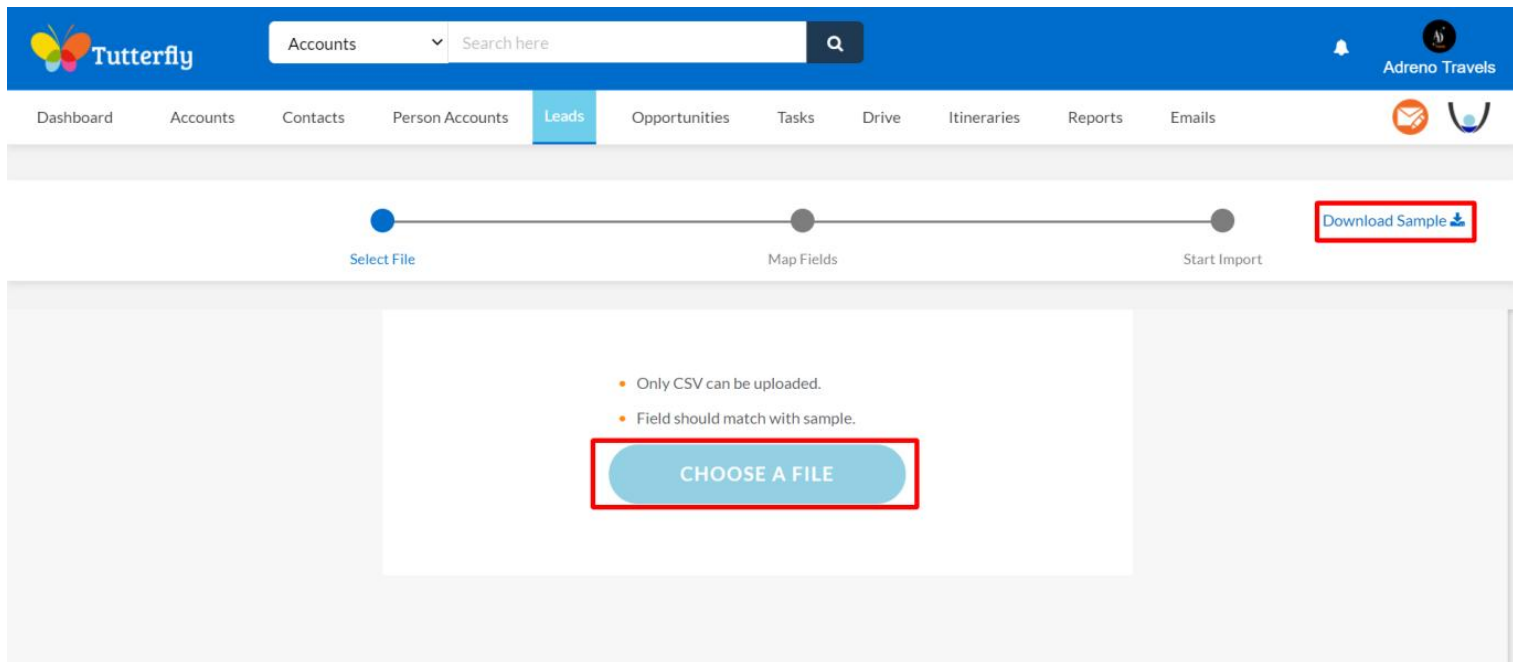 Tutterfly
Accounts
Search here
Adreno Travels
Dashboard Accounts Contacts Person Accounts Leads Opportunities Tasks Drive Itineraries Reports Emails
Download Sample
Select File Map Fields Start Import
Only CSV can be uploaded.
Field should match with sample.
CHOOSE A FILE